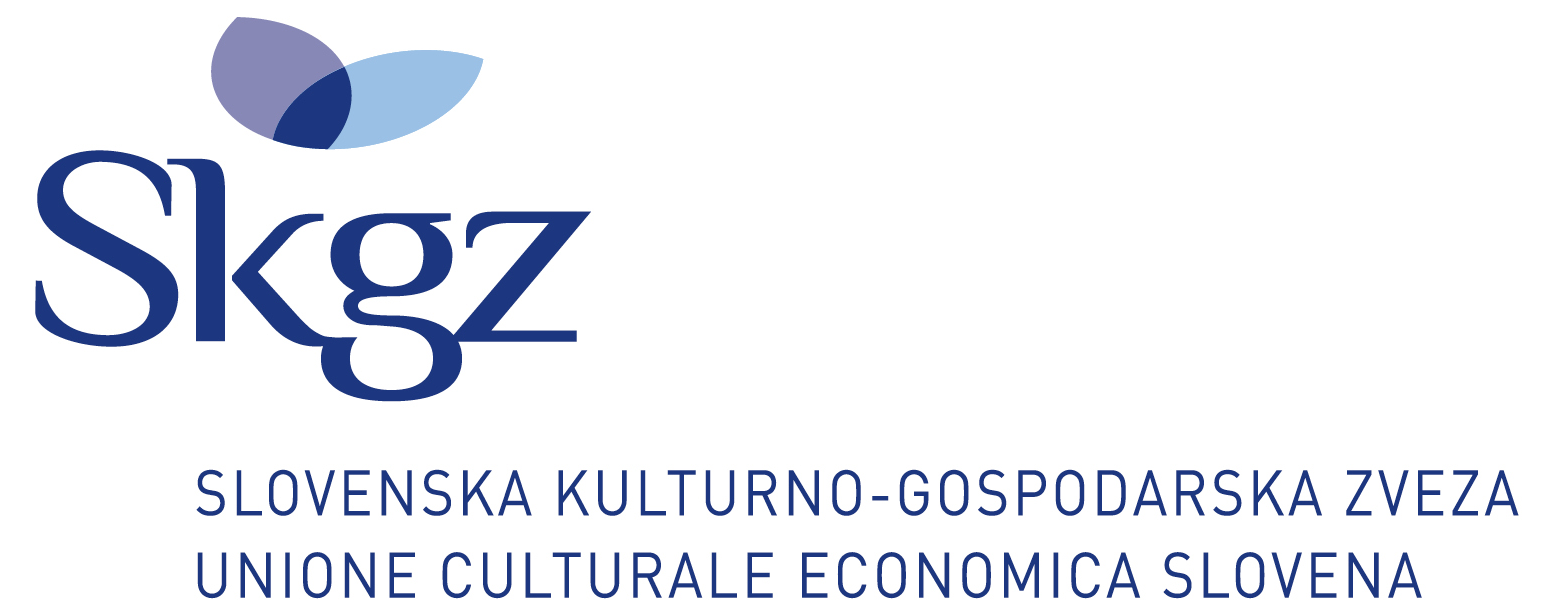 Skgz
SLOVENSKA KULTURNO-GOSPODARSKA ZVEZA
UNIONE CULTURALE ECONOMICA SLOVENA